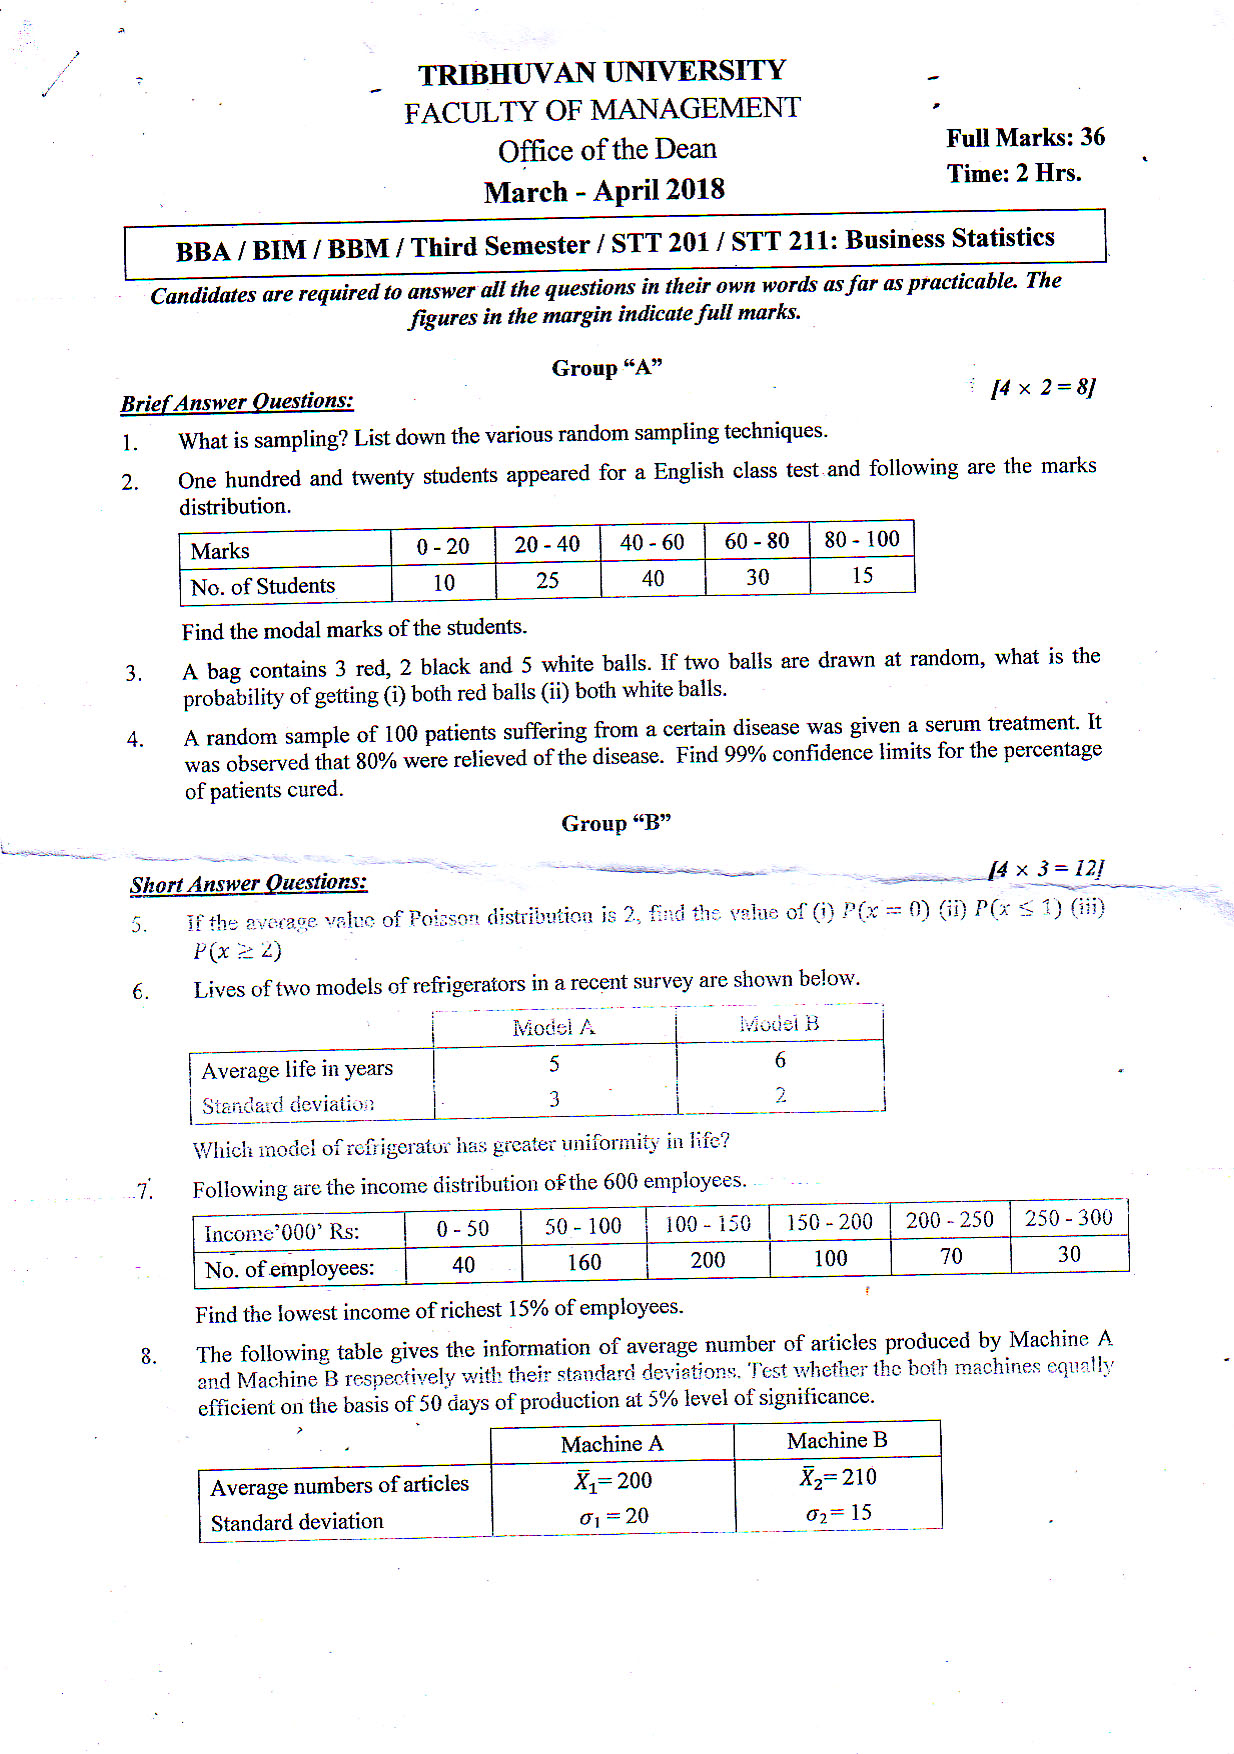 TRIBHUVAN UNIVERSITY
FACULTY OF MANAGEMENT
Office of the Dean
March - April 2018
Full Marks: 36
Time: 2 Hrs.
BBA / BIM / BBM / Third Semester / STT 201 / STT 211: Business Statistics
Candidates are required to answer all the questions in their own words as far as practicable. The
figures in the margin indicate full marks.
Group “A”
Brief Answer Questions: [4 × 2 = 8]
1. What is sampling? List down the various random sampling techniques.
2. One hundred and twenty students appeared for a English class test and following are the marks
distribution.
Marks 0 - 20 20 - 40 40 - 60 60 - 80 80 - 100
No. of Students 10 25 40 30 15
Find the modal marks of the students.
3. A bag contains 3 red, 2 black and 5 white balls. If two balls are drawn at random, what is the
probability of getting (i) both red balls (ii) both white balls.
4. A random sample of 100 patients suffering from a certain disease was given a serum treatment. It
was observed that 80% were relieved of the disease. Find 99% confidence limits for the percentage
of patients cured.
Group “B”
Short Answer Questions: [4 × 3 = 12]
5. If the average value of Poisson distribution is 2, find the value of (i) P(x = 0) (ii) P(x ≤ 1) (iii)
P(x ≥ 2)
6. Lives of two models of refrigerators in a recent survey are shown below.
Model A Model B
Average life in years 5 6
Standard deviation 3 2
Which model of refrigerator has greater uniformity in life?
7. Following are the income distribution of the 600 employees.
Income’000’ Rs: 0 - 50 50 - 100 100 - 150 150 - 200 200 - 250 250 - 300
No. of employees: 40 160 200 100 70 30
Find the lowest income of richest 15% of employees.
8. The following table gives the information of average number of articles produced by Machine A
and Machine B respectively with their standard deviations. Test whether the both machines equally
efficient on the basis of 50 days of production at 5% level of significance.
Machine A Machine B
Average numbers of articles X̄₁= 200 X̄₂= 210
Standard deviation σ₁ = 20 σ₂= 15